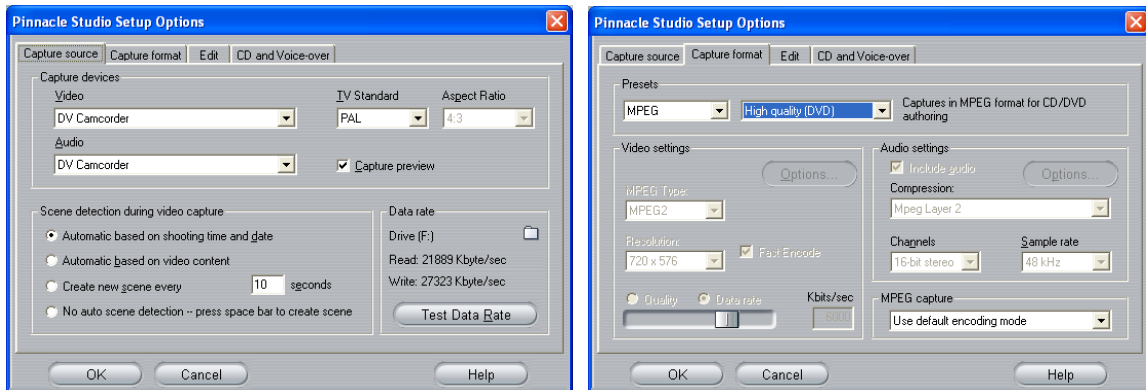 Pinnacle Studio Setup Options
Capture source Capture format Edit CD and Voice-over
Capture devices
Video TV Standard Aspect Ratio
DV Camcorder PAL 4:3
Audio
DV Camcorder Capture preview
Scene detection during video capture
Automatic based on shooting time and date
Automatic based on video content
Create new scene every 10 seconds
No auto scene detection -- press space bar to create scene
Data rate
Drive (F:)
Read: 21889 Kbyte/sec
Write: 27323 Kbyte/sec
Test Data Rate
OK Cancel Help
Pinnacle Studio Setup Options
Capture source Capture format Edit CD and Voice-over
Presets
MPEG High quality (DVD) Captures in MPEG format for CD/DVD
authoring
Video settings
Options...
MPEG Type:
MPEG2
Resolution:
720 x 576 Fast Encode
Quality Data rate Kbits/sec
6000
Audio settings
Include audio Options...
Compression:
Mpeg Layer 2
Channels Sample rate
16-bit stereo 48 kHz
MPEG capture
Use default encoding mode
OK Cancel Help